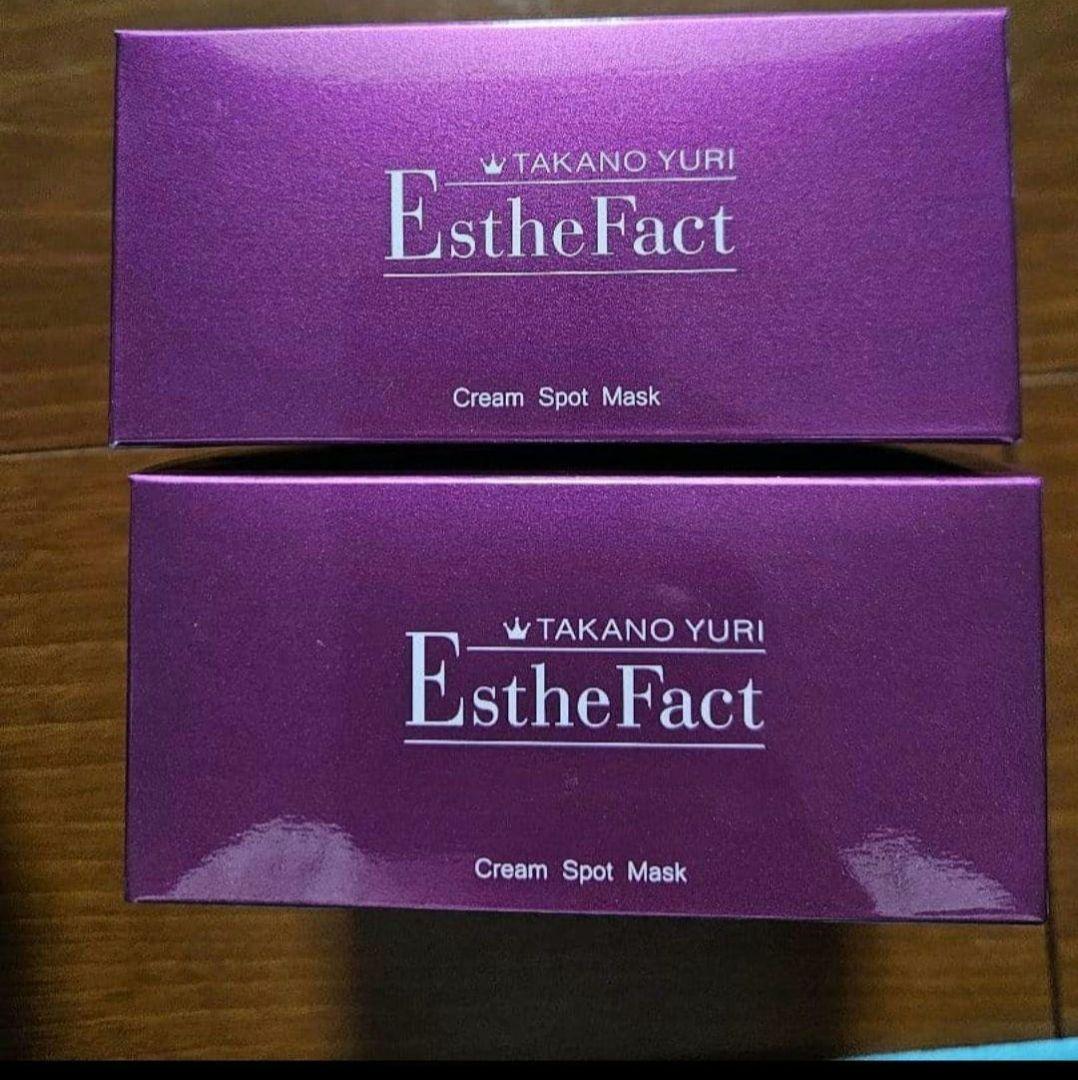 TAKANO YURI
EstheFact
Cream Spot Mask
TAKANO YURI
EstheFact
Cream Spot Mask